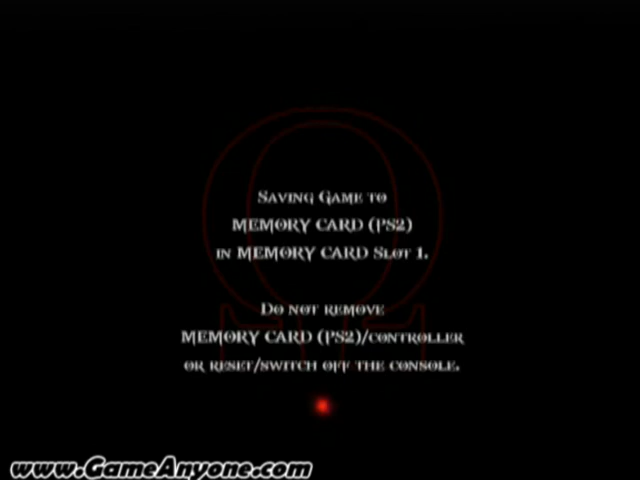 Saving Game to
MEMORY CARD (PS2)
in MEMORY CARD Slot 1.
Do not remove
MEMORY CARD (PS2)/controller
or reset/switch off the console.
www.GameAnyone.com